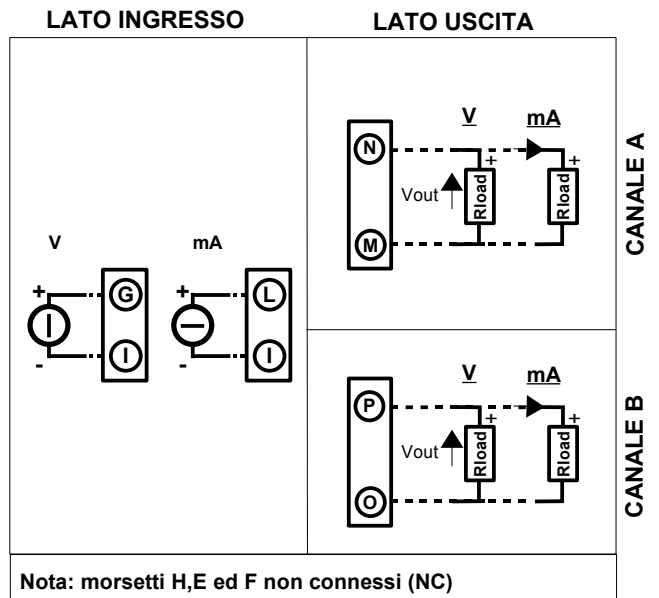 LATO INGRESSO
LATO USCITA
V
mA
+
G
-
I
+
L
-
I
V
mA
N
+
+
Vout
Rload
Rload
M
CANALE A
V
mA
P
+
+
Vout
Rload
Rload
O
CANALE B
Nota: morsetti H,E ed F non connessi (NC)